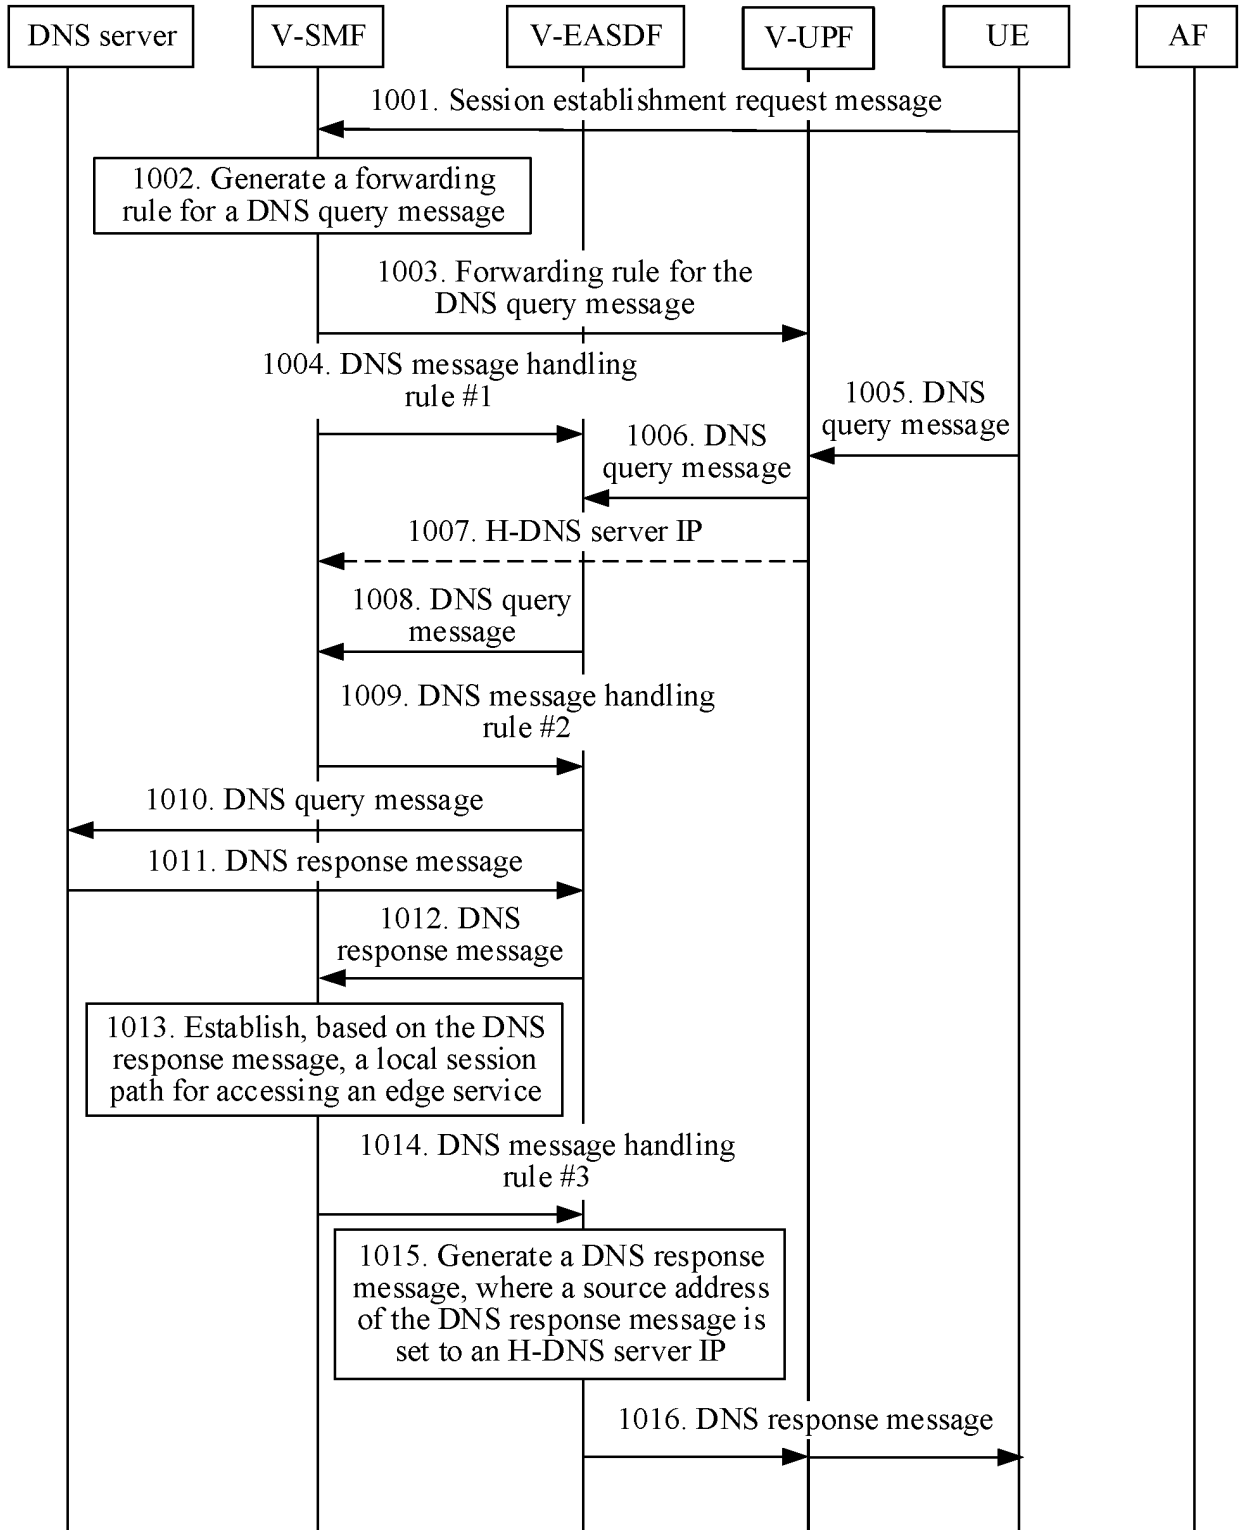 DNS server
V-SMF
V-EASDF
V-UPF
UE
AF
1001. Session establishment request message
1002. Generate a forwarding
rule for a DNS query message
1003. Forwarding rule for the
DNS query message
1004. DNS message handling
rule #1
1005. DNS
query message
1006. DNS
query message
1007. H-DNS server IP
1008. DNS query
message
1009. DNS message handling
rule #2
1010. DNS query message
1011. DNS response message
1012. DNS
response message
1013. Establish, based on the DNS
response message, a local session
path for accessing an edge service
1014. DNS message handling
rule #3
1015. Generate a DNS response
message, where a source address
of the DNS response message is
set to an H-DNS server IP
1016. DNS response message